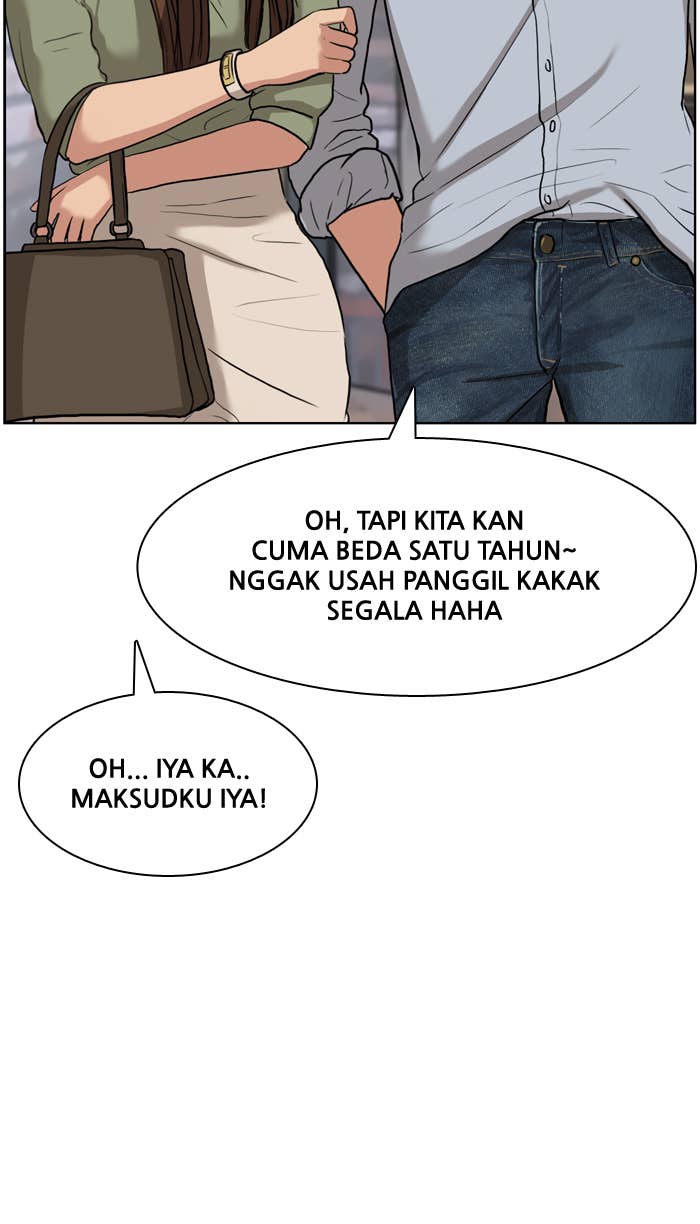 OH, TAPI KITA KAN
CUMA BEDA SATU TAHUN~
NGGAK USAH PANGGIL KAKAK
SEGALA HAHA
OH... IYA KA..
MAKSUDKU IYA!